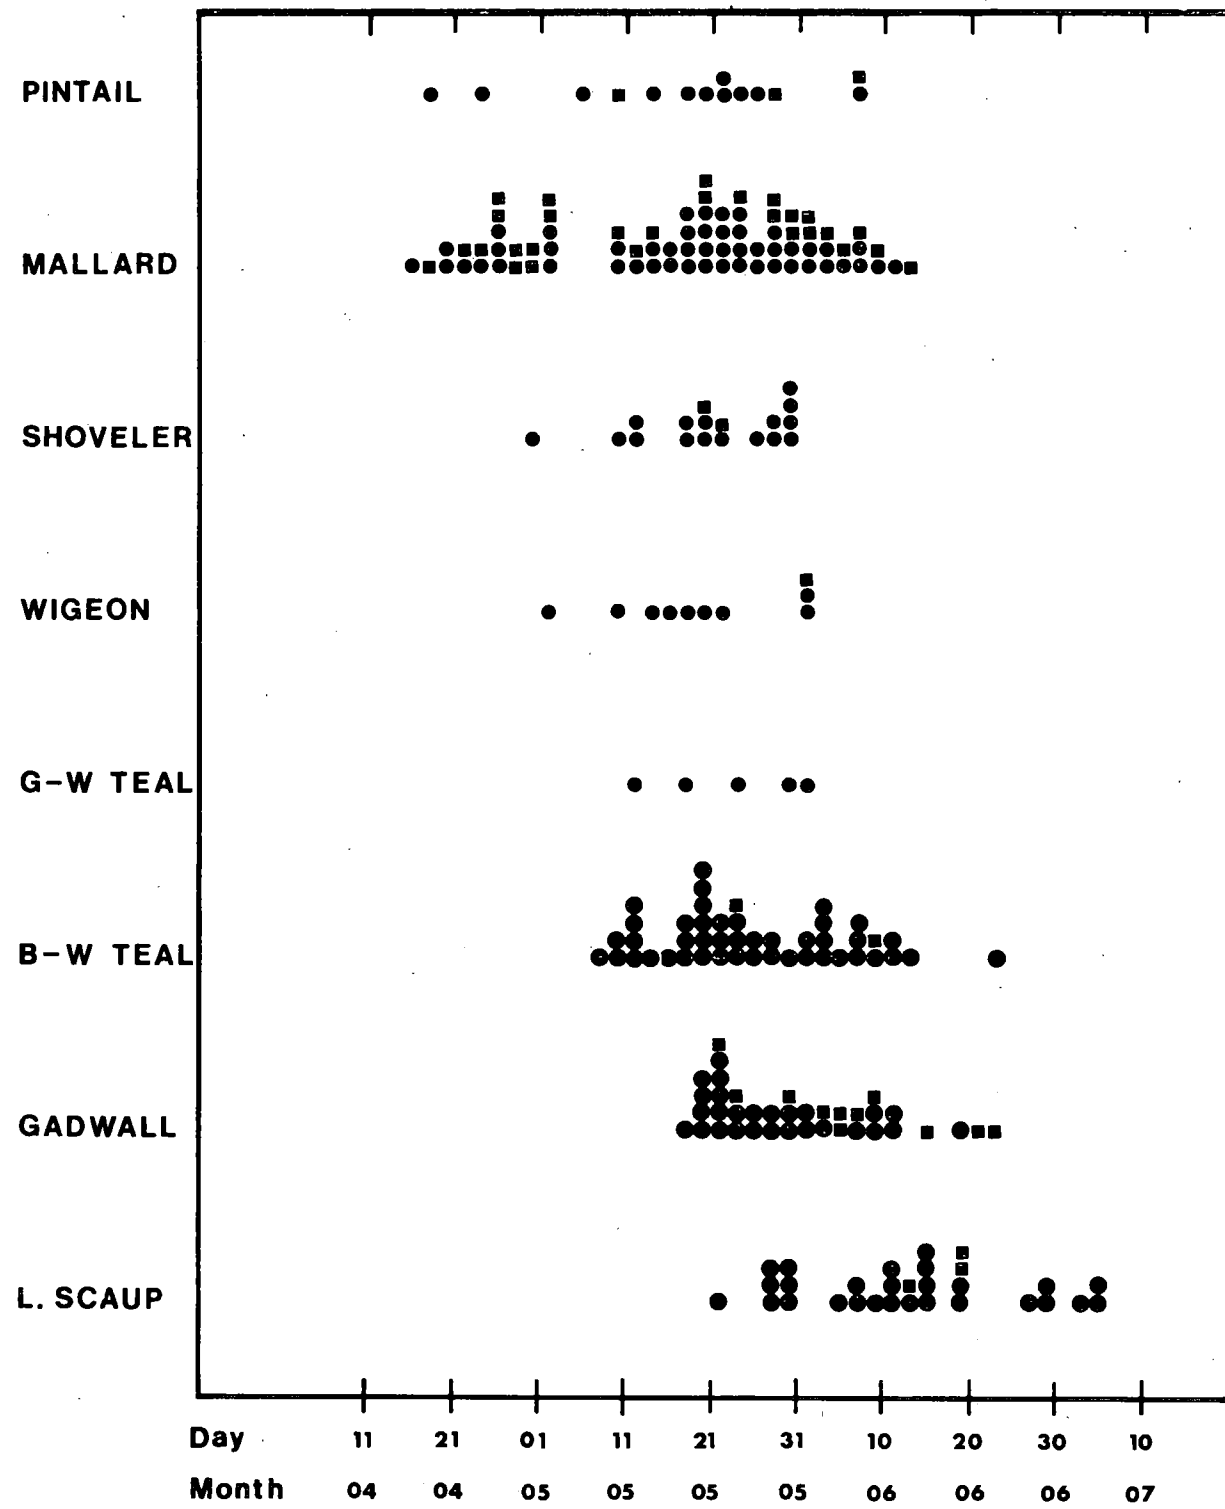 PINTAIL
MALLARD
SHOVELER
WIGEON
G-W TEAL
B-W TEAL
GADWALL
L. SCAUP
Day 11 21 01 11 21 31 10 20 30 10
Month 04 04 05 05 05 05 06 06 06 07